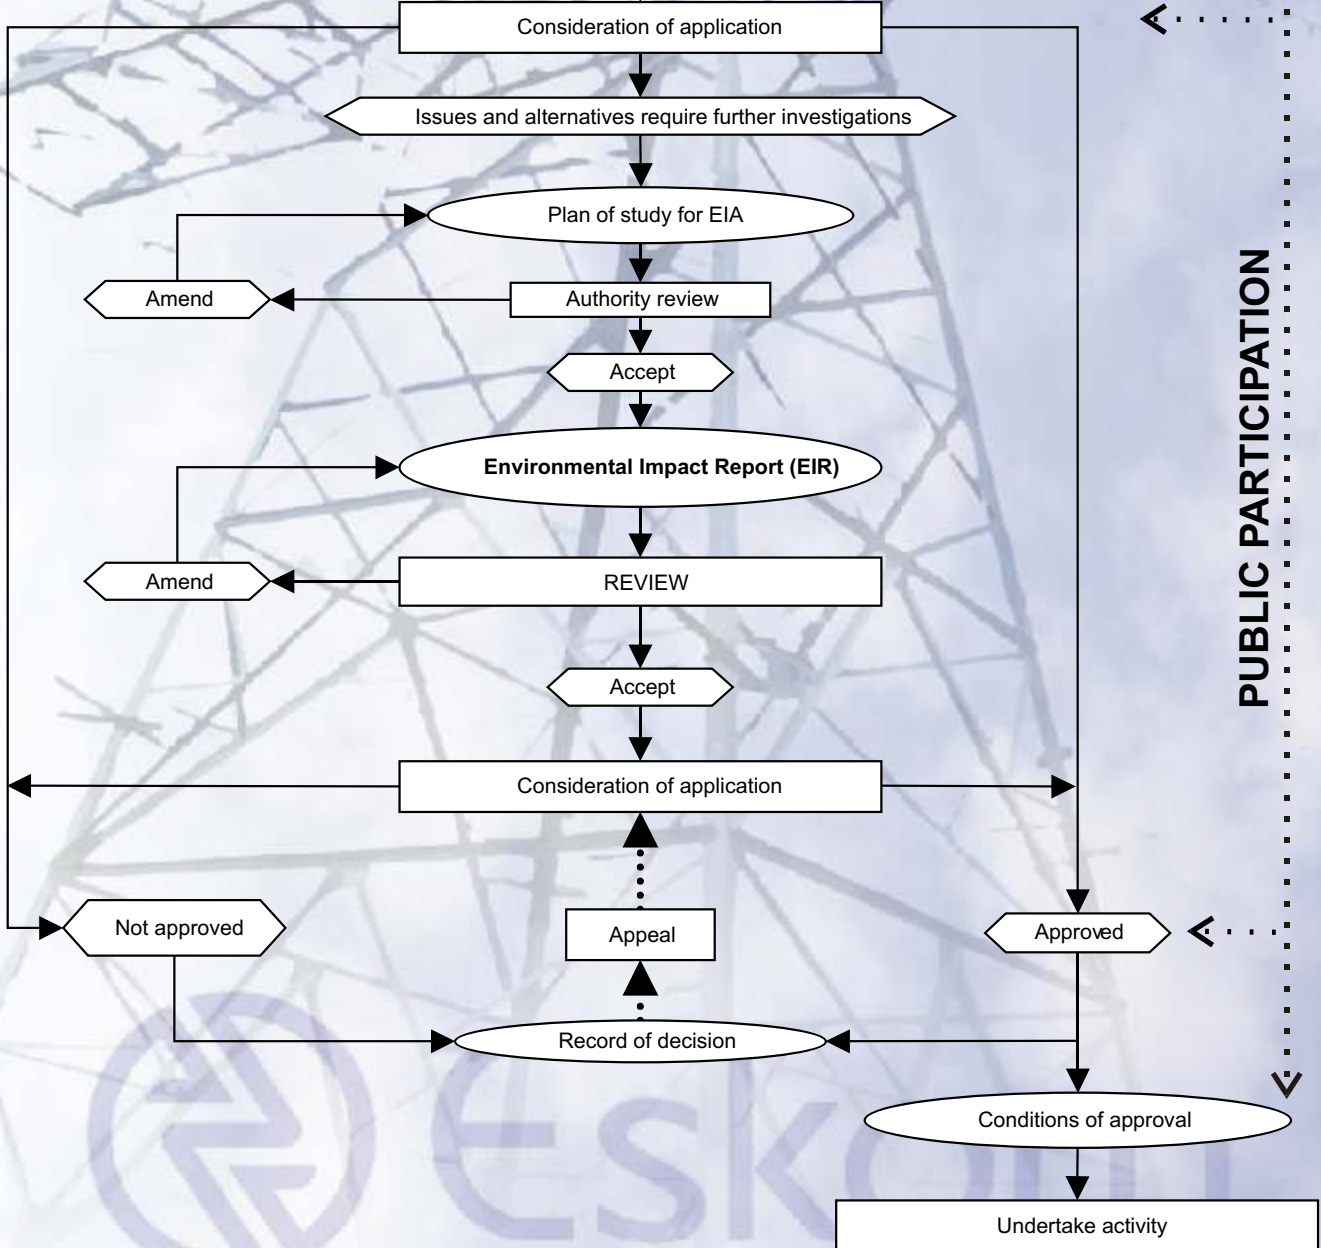 Consideration of application
Issues and alternatives require further investigations
Plan of study for EIA
Amend
Authority review
Accept
Environmental Impact Report (EIR)
Amend
REVIEW
Accept
Consideration of application
Not approved
Appeal
Approved
Record of decision
Conditions of approval
Undertake activity
PUBLIC PARTICIPATION
Eskom